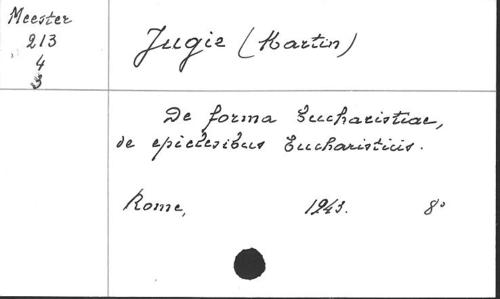 Meester
213
4
3
Jugie (Martin)
De forma Eucharistiae,
de epiclesibus Eucharisticis.
Rome, 1943. 8°